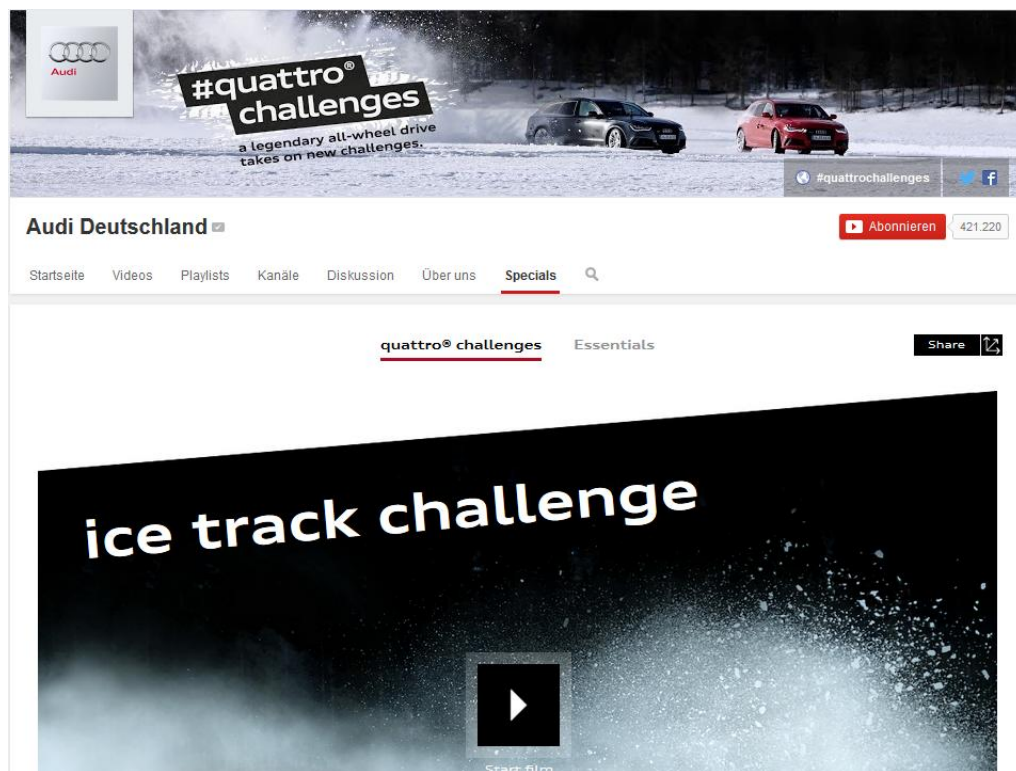 Audi
#quattro®
challenges
a legendary all-wheel drive
takes on new challenges.
#quattrochallenges
Audi Deutschland
Abonnieren
421.220
Startseite Videos Playlists Kanäle Diskussion Über uns Specials
quattro® challenges Essentials
Share
ice track challenge
Start film